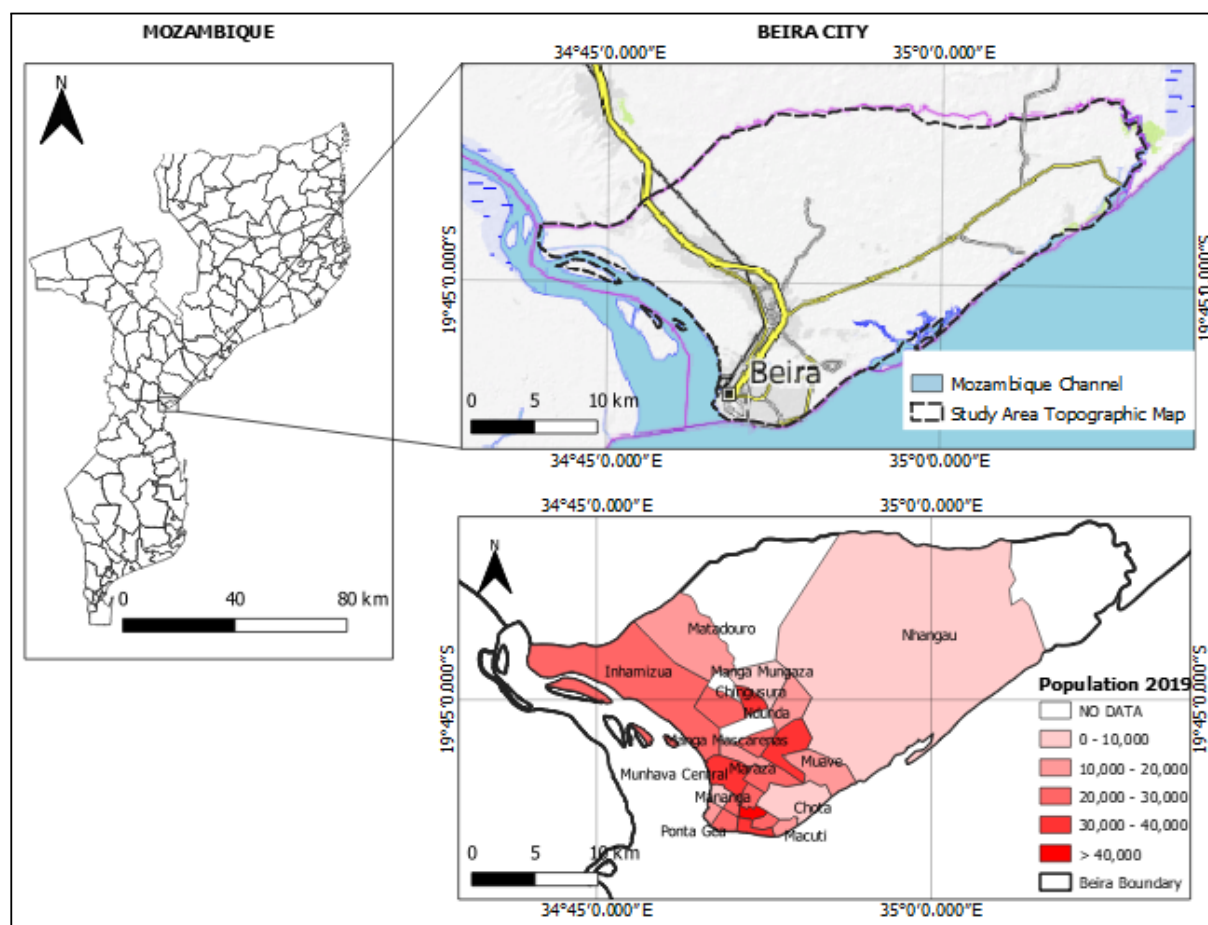 MOZAMBIQUE
N
0 40 80 km
BEIRA CITY
34°45'0.000"E 35°0'0.000"E
19°45'0.000"S 19°45'0.000"S
Beira
Mozambique Channel
Study Area Topographic Map
0 5 10 km
34°45'0.000"E 35°0'0.000"E
34°45'0.000"E 35°0'0.000"E
N
19°45'0.000"S 19°45'0.000"S
Matadouro
Nhangau
Inhamizua
Manga Mungaza
Chingusura
Ndunda
Manga Mascarenas
Muave
Maraza
Munhava Central
Mananga
Chota
Ponta Gea
Macuti
Population 2019
NO DATA
0 - 10,000
10,000 - 20,000
20,000 - 30,000
30,000 - 40,000
> 40,000
Beira Boundary
0 5 10 km
34°45'0.000"E 35°0'0.000"E